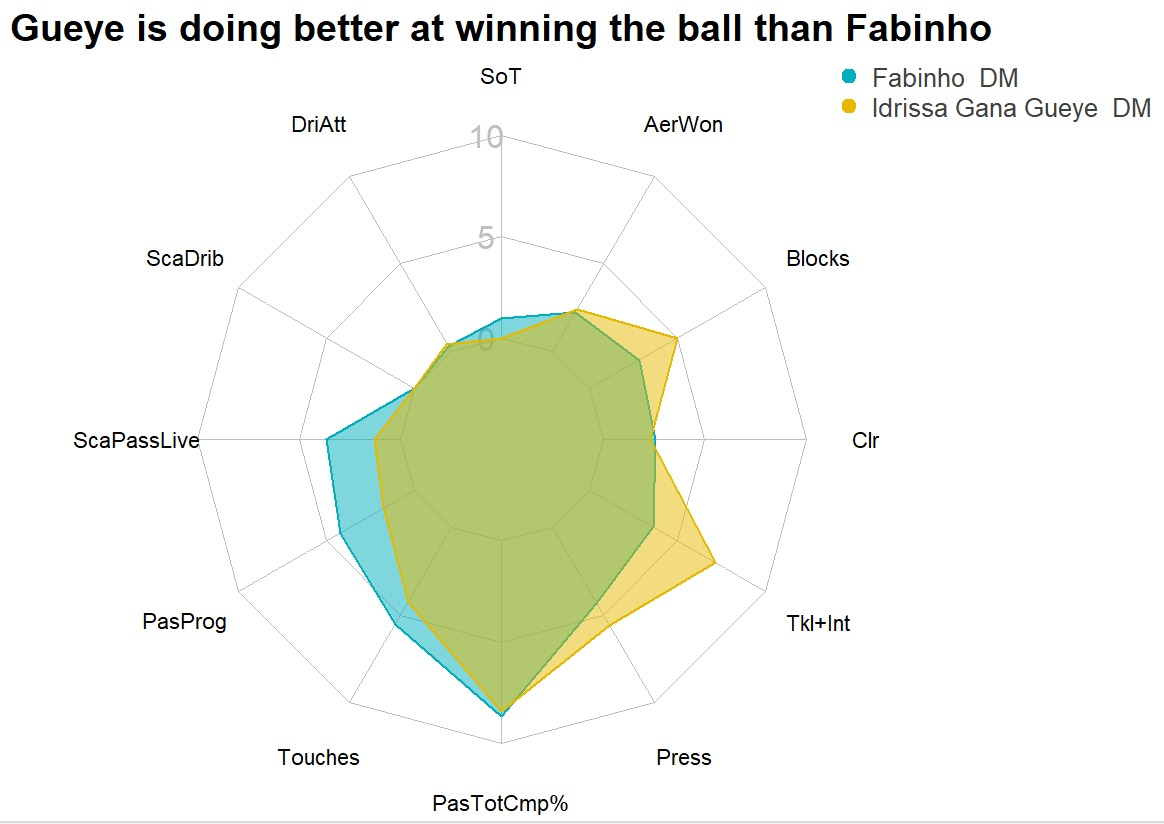 Gueye is doing better at winning the ball than Fabinho
Fabinho  DM
Idrissa Gana Gueye  DM
SoT
DriAtt
AerWon
10
5
0
ScaDrib
Blocks
ScaPassLive
Clr
PasProg
Tkl+Int
Touches
Press
PasTotCmp%